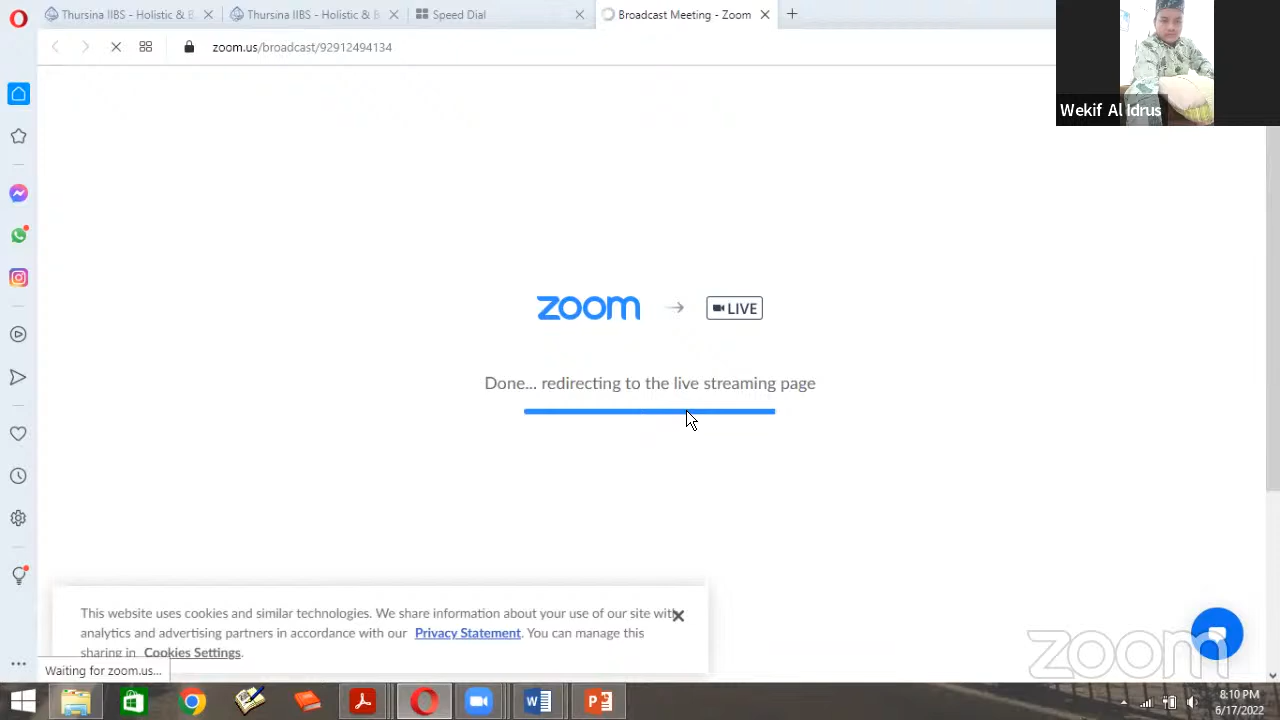 Thursina IIBS - Holistic & B
Thursina IIBS - Holistic & B
Speed Dial
Broadcast Meeting - Zoom
zoom.us/broadcast/92912494134
Wekif Al Idrus
zoom
LIVE
Done... redirecting to the live streaming page
This website uses cookies and similar technologies. We share information about your use of our site with
analytics and advertising partners in accordance with our Privacy Statement. You can manage this
sharing in Cookies Settings.
Waiting for zoom.us...
zoom
8:10 PM
6/17/2022